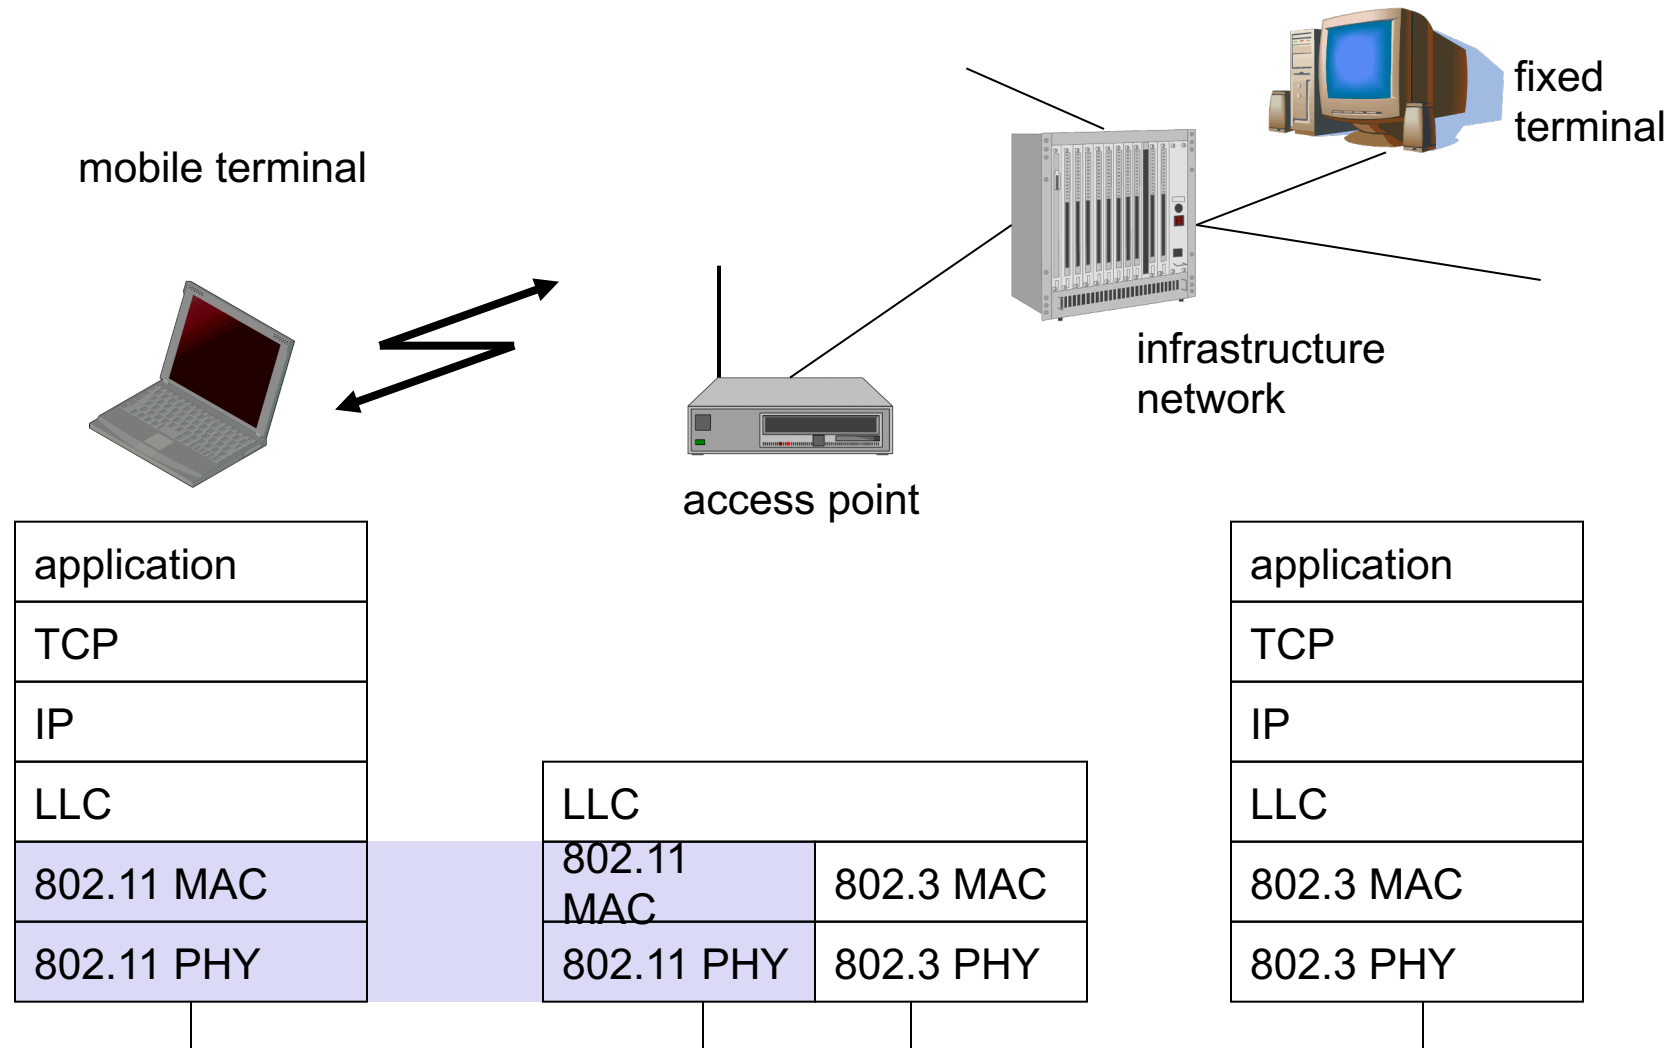 fixed
terminal
mobile terminal
infrastructure
network
access point
application
TCP
IP
LLC
802.11 MAC
802.11 PHY
LLC
802.11
MAC
802.3 MAC
802.11 PHY
802.3 PHY
application
TCP
IP
LLC
802.3 MAC
802.3 PHY